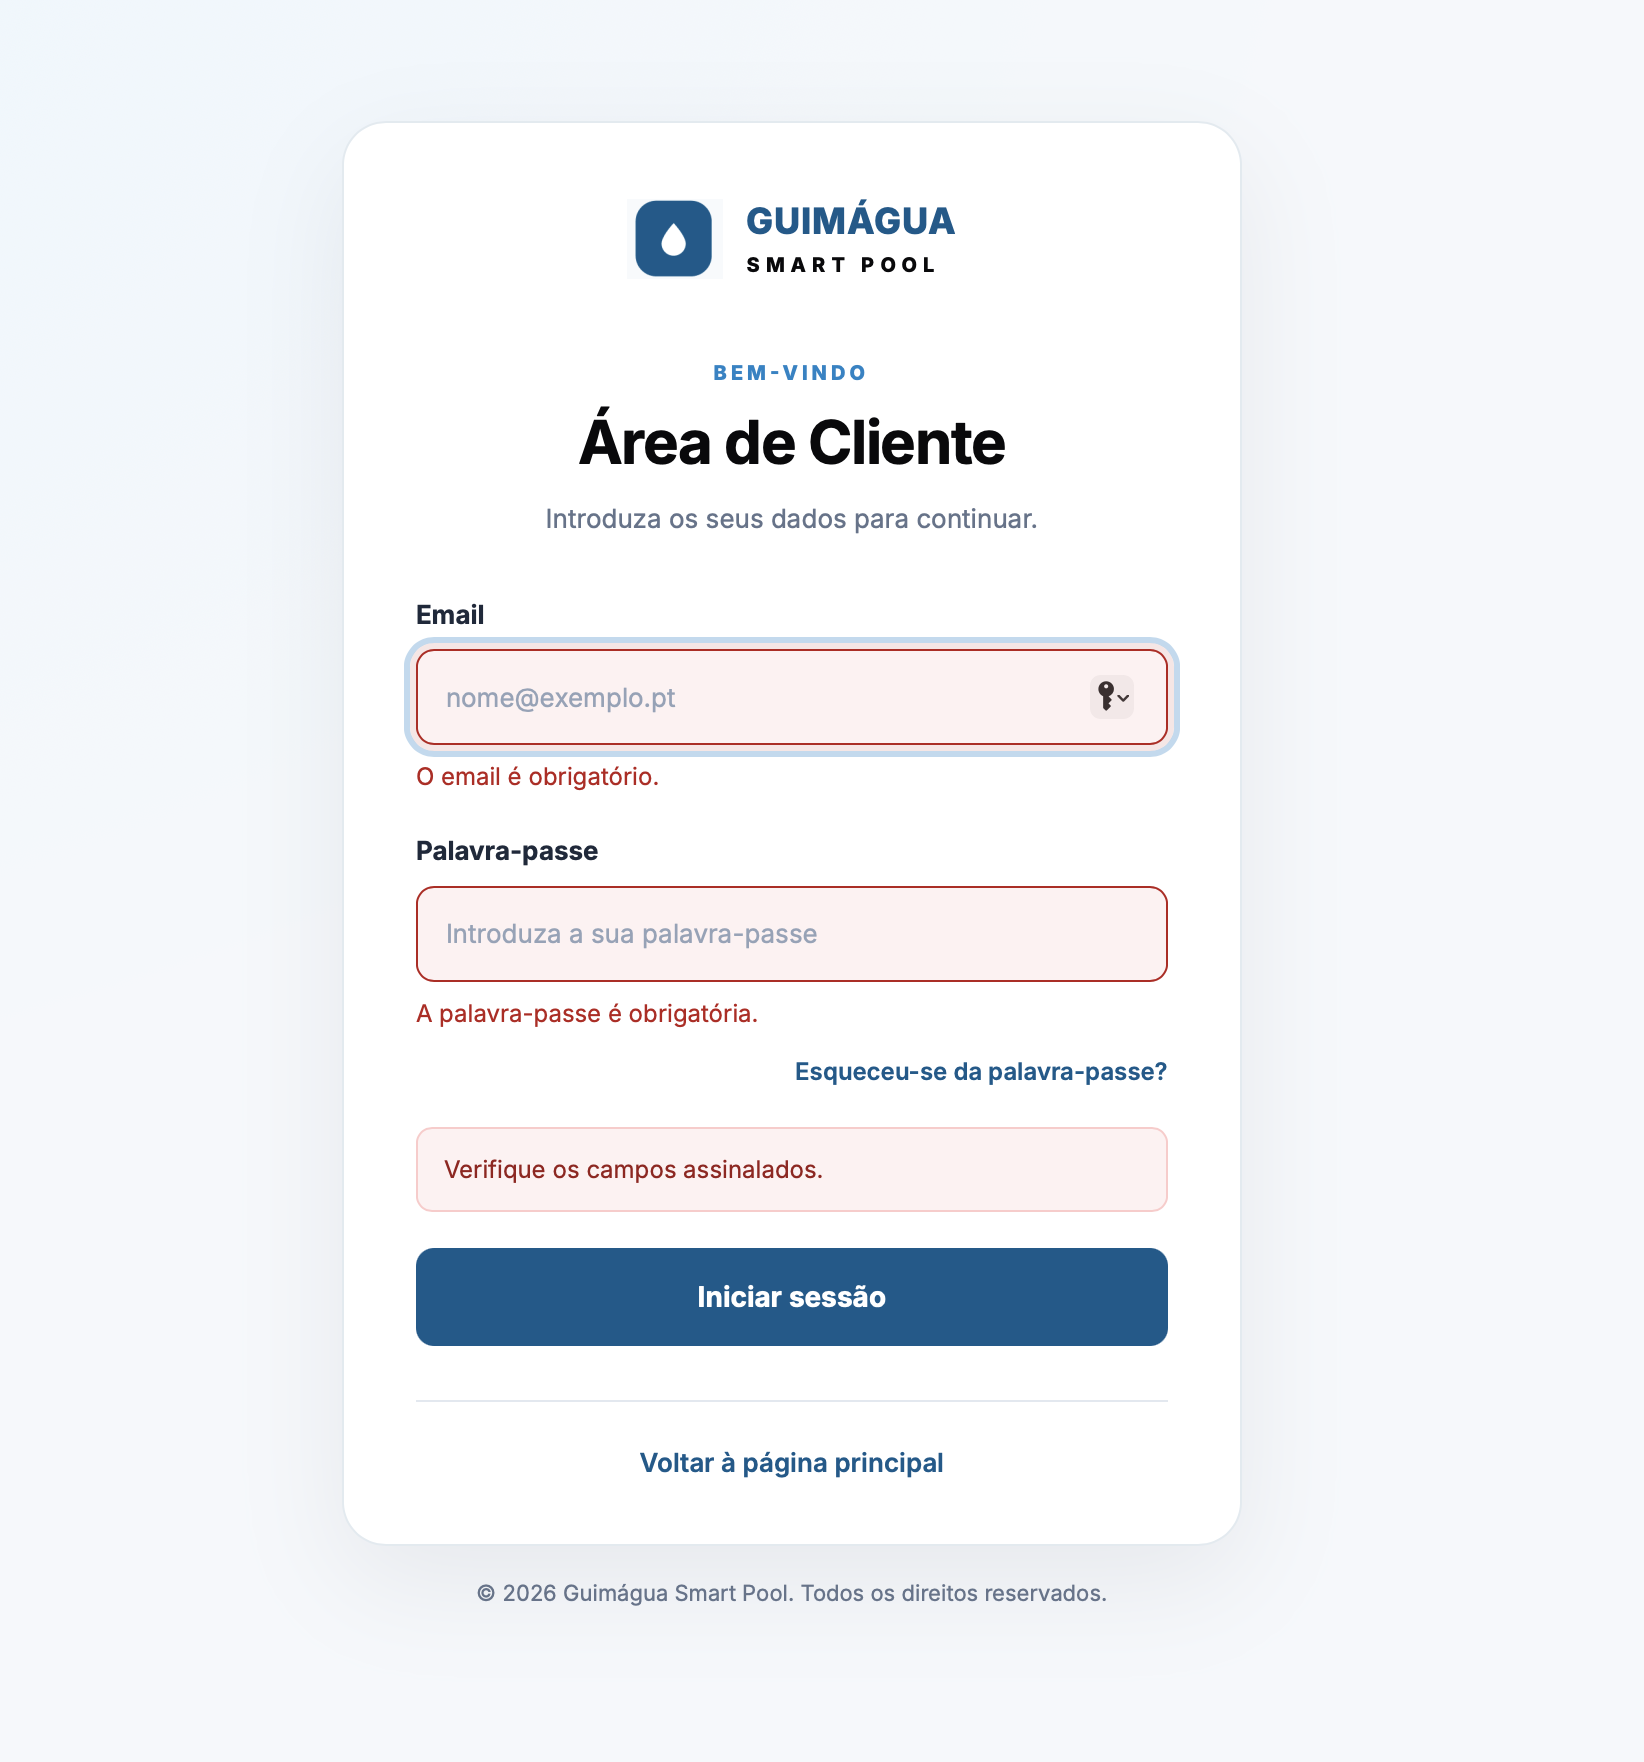 GUIMÁGUA
SMART POOL
BEM-VINDO
Área de Cliente
Introduza os seus dados para continuar.
Email
nome@exemplo.pt
O email é obrigatório.
Palavra-passe
Introduza a sua palavra-passe
A palavra-passe é obrigatória.
Esqueceu-se da palavra-passe?
Verifique os campos assinalados.
Iniciar sessão
Voltar à página principal
© 2026 Guimágua Smart Pool. Todos os direitos reservados.